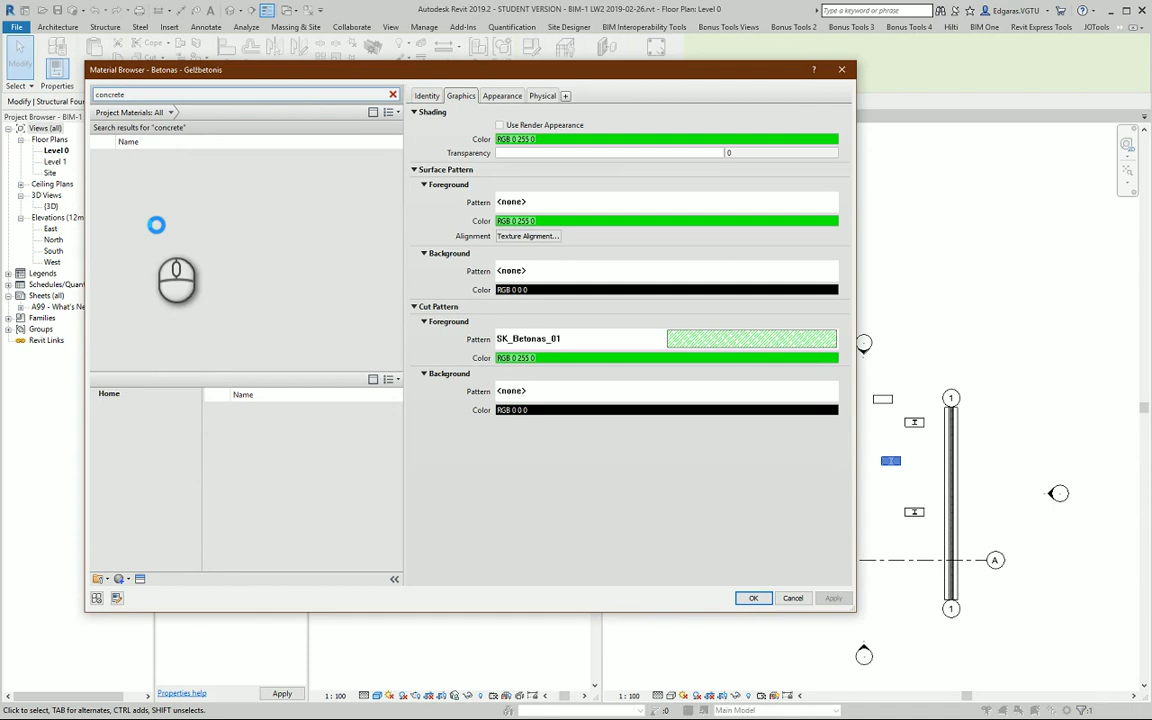 Autodesk Revit 2019.2 - STUDENT VERSION - BIM-1 LW2 2019-02-26.rvt - Floor Plan: Level 0
Type a keyword or phrase
Edgaras.VGTU
File Architecture Structure Steel Insert Annotate Analyze Massing & Site Collaborate View Manage Add-Ins Quantification Site Designer BIM Interoperability Tools Bonus Tools Views Bonus Tools 2 Bonus Tools 3 Bonus Tools 4 Hilti BIM One Revit Express Tools JOTools
Modify
Cope
Select Properties
Modify | Structural Fou
Project Browser - BIM-1
Views (all)
Floor Plans
Level 0
Level 1
Site
Ceiling Plans
3D Views
{3D}
Elevations (12m
East
North
South
West
Legends
Schedules/Quan
Sheets (all)
A99 - What's Ne
Families
Groups
Revit Links
Material Browser - Betonas - Gelžbetonis
concrete
Project Materials: All
Search results for "concrete"
Name
Home
Name
Identity Graphics Appearance Physical
Shading
Use Render Appearance
Color RGB 0 255 0
Transparency 0
Surface Pattern
Foreground
Pattern <none>
Color RGB 0 255 0
Alignment Texture Alignment...
Background
Pattern <none>
Color RGB 0 0 0
Cut Pattern
Foreground
Pattern SK_Betonas_01
Color RGB 0 255 0
Background
Pattern <none>
Color RGB 0 0 0
OK Cancel Apply
1
A
1
Properties help
Apply
1 : 100
1 : 100
Click to select, TAB for alternates, CTRL adds, SHIFT unselects.
:0
Main Model
:1